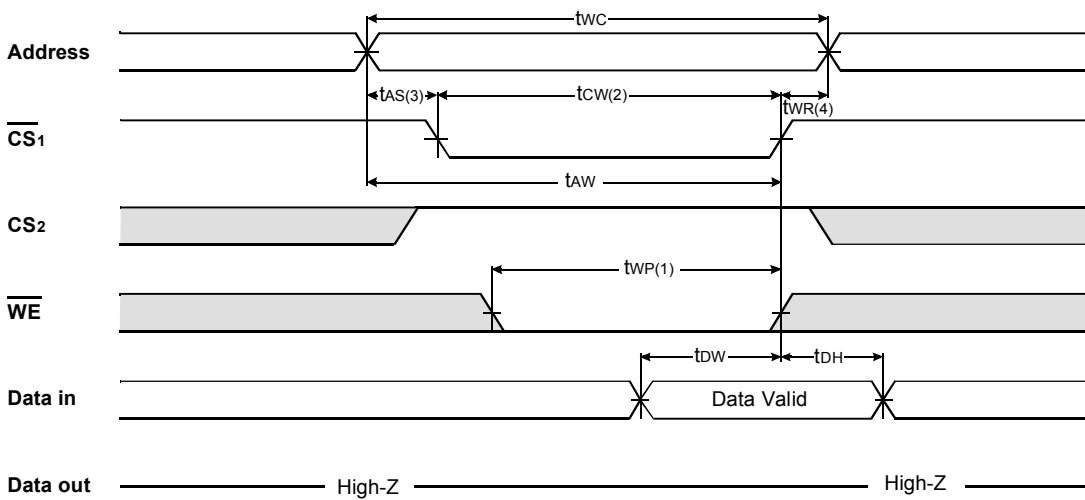 tWC
Address
tAS(3) tCW(2) tWR(4)
CS1
tAW
CS2
tWP(1)
WE
tDW tDH
Data in Data Valid
Data out High-Z High-Z